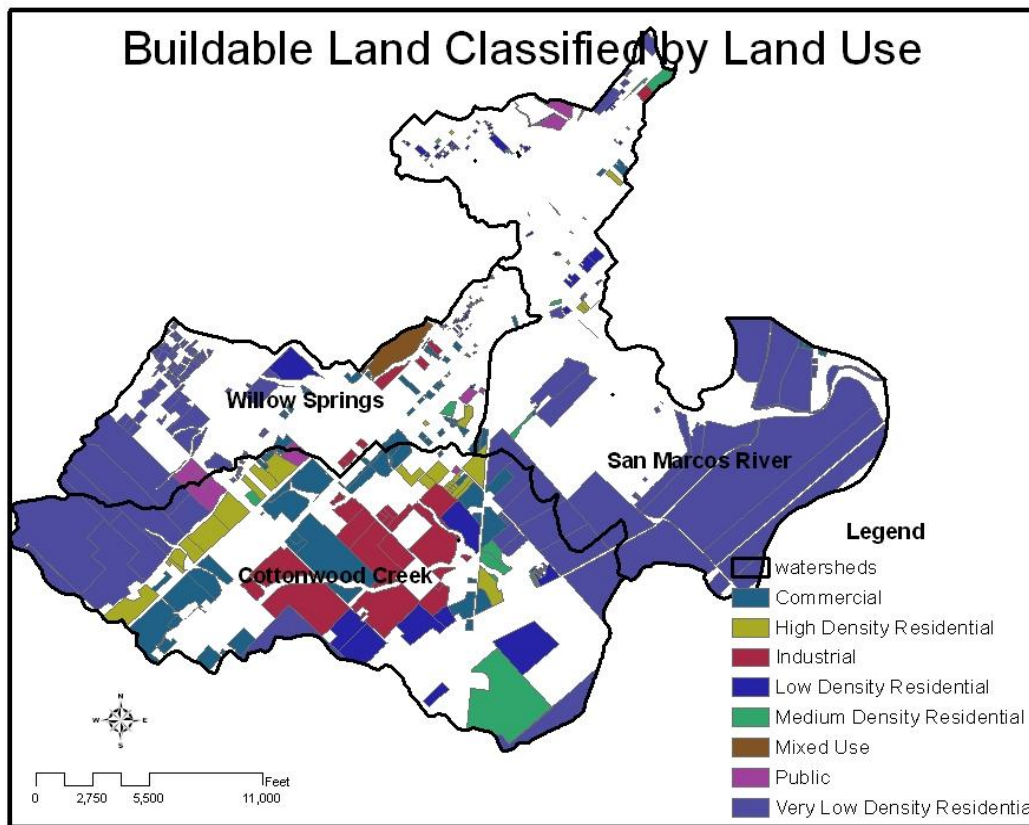 Buildable Land Classified by Land Use
Willow Springs
San Marcos River
Cottonwood Creek
Legend
watersheds
Commercial
High Density Residential
Industrial
Low Density Residential
Medium Density Residential
Mixed Use
Public
Very Low Density Residentia
N
W E
S
Feet
0 2,750 5,500 11,000